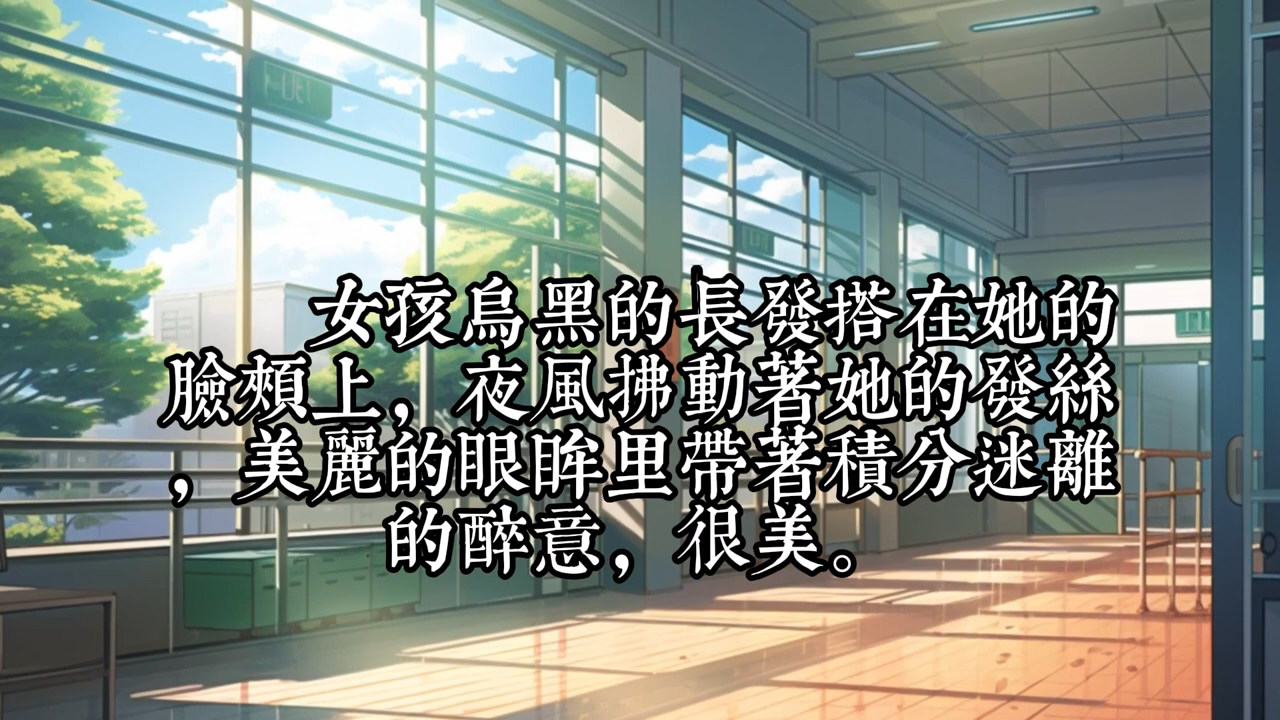 女孩烏黑的長發搭在她的
臉頰上，夜風拂動著她的發絲
，美麗的眼眸里帶著積分迷離
的醉意，很美。